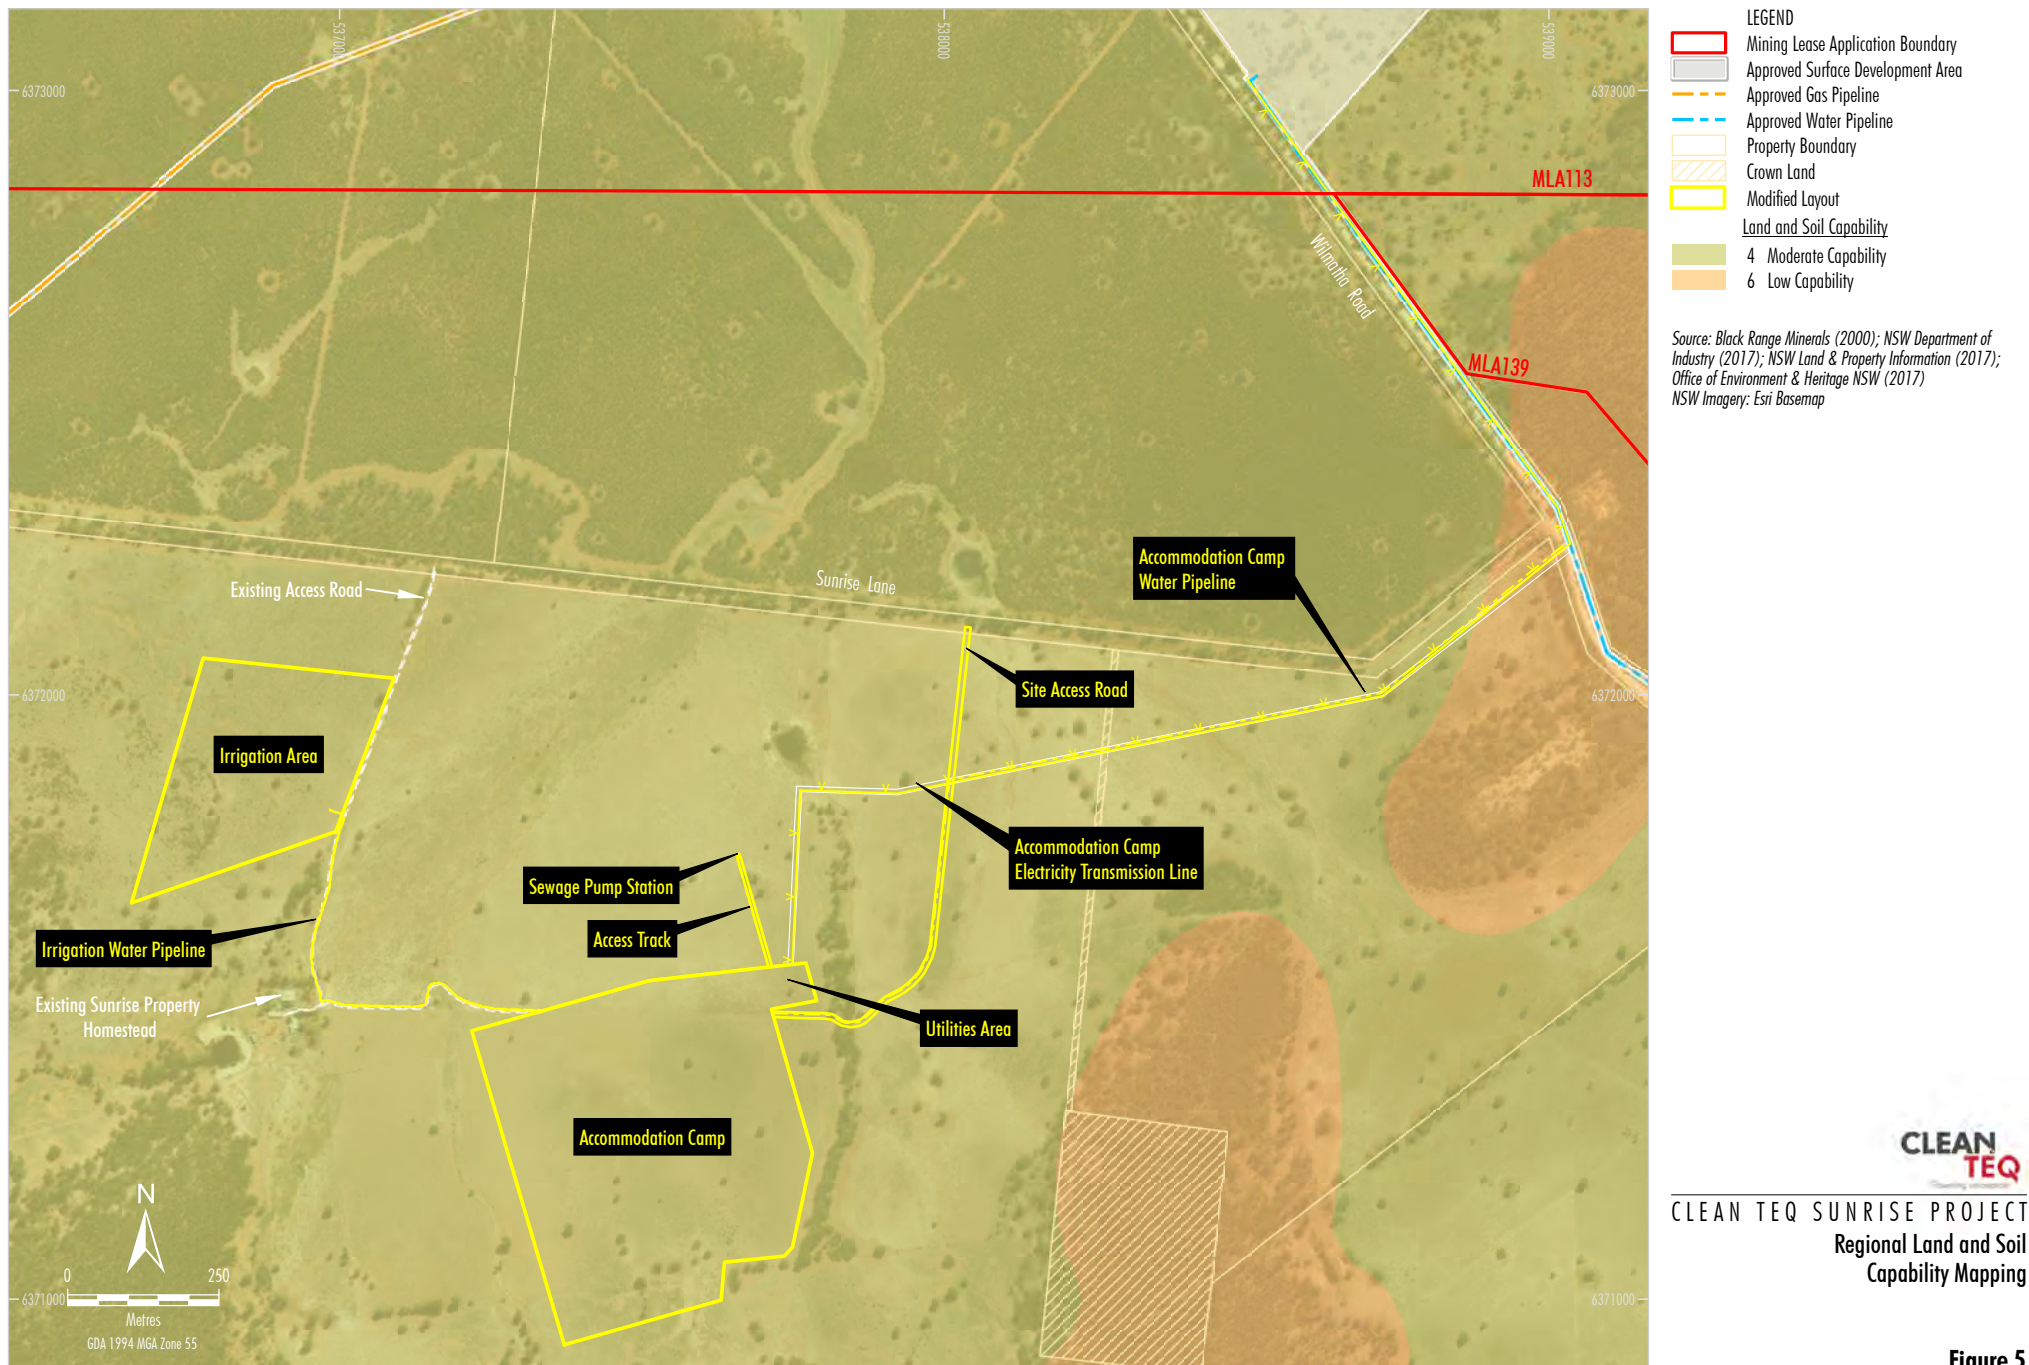 537000
538000
539000
6373000
6373000
MLA113
Wilmatha Road
MLA139
Existing Access Road
Sunrise Lane
Accommodation Camp
Water Pipeline
6372000
6372000
Site Access Road
Irrigation Area
Accommodation Camp
Electricity Transmission Line
Sewage Pump Station
Access Track
Irrigation Water Pipeline
Existing Sunrise Property
Homestead
Utilities Area
Accommodation Camp
N
0 250
Metres
GDA 1994 MGA Zone 55
6371000
6371000
LEGEND
Mining Lease Application Boundary
Approved Surface Development Area
Approved Gas Pipeline
Approved Water Pipeline
Property Boundary
Crown Land
Modified Layout
Land and Soil Capability
4 Moderate Capability
6 Low Capability
Source: Black Range Minerals (2000); NSW Department of
Industry (2017); NSW Land & Property Information (2017);
Office of Environment & Heritage NSW (2017)
NSW Imagery: Esri Basemap
CLEAN
TEQ
CLEAN TEQ SUNRISE PROJECT
Regional Land and Soil
Capability Mapping
Figure 5